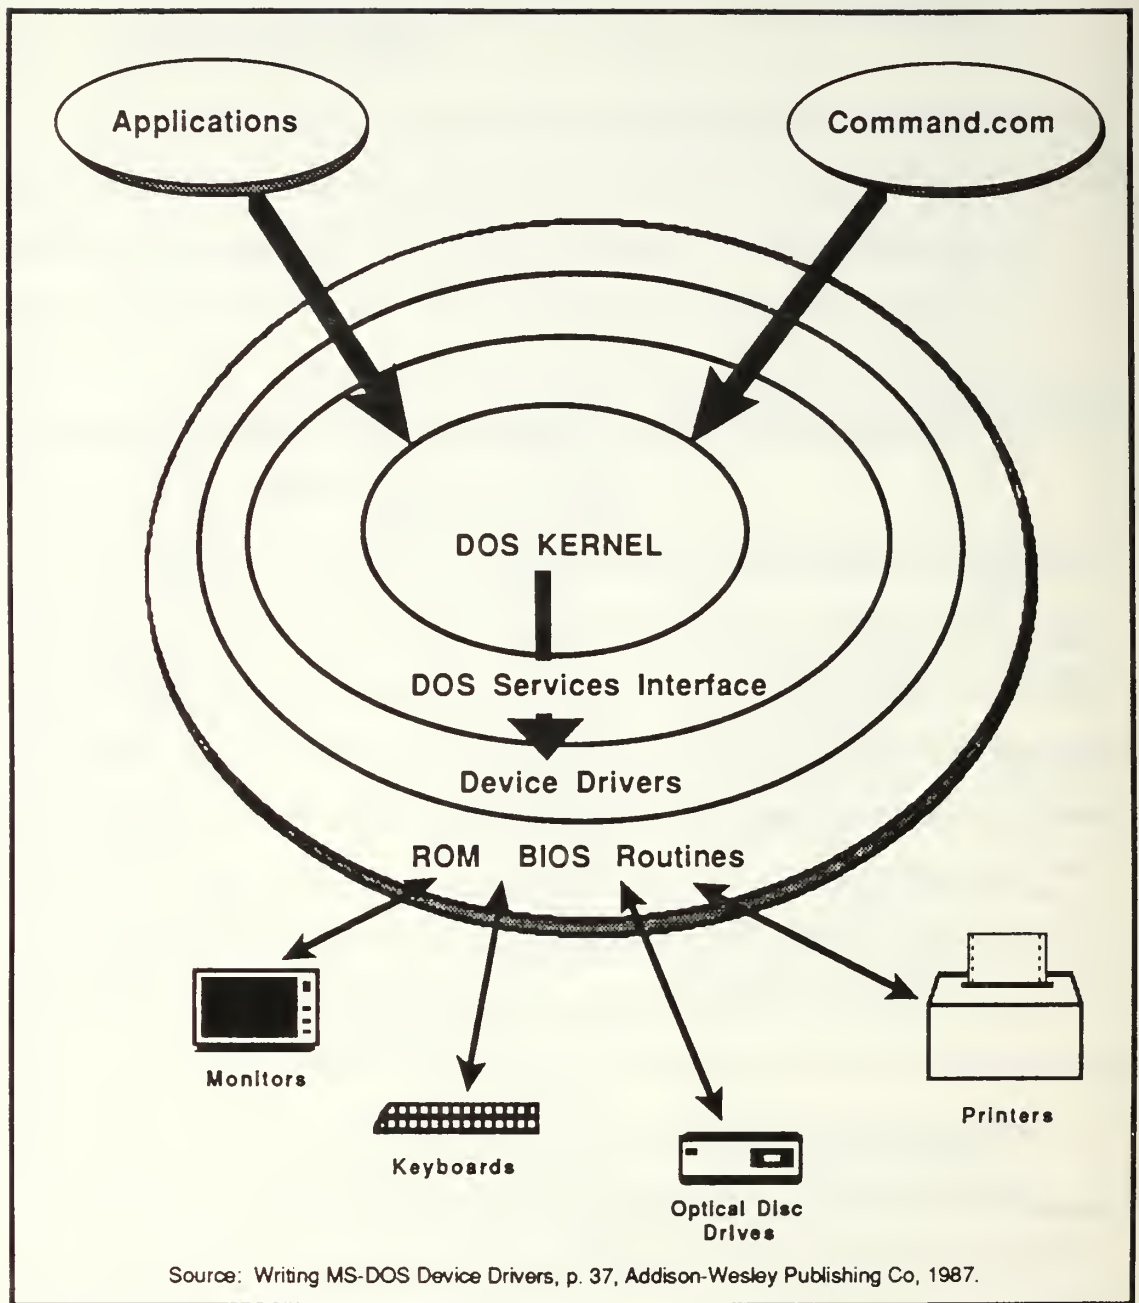 Applications
Command.com
DOS KERNEL
DOS Services Interface
Device Drivers
ROM BIOS Routines
Monitors
Keyboards
Optical Disc
Drives
Printers
Source: Writing MS-DOS Device Drivers, p. 37, Addison-Wesley Publishing Co, 1987.